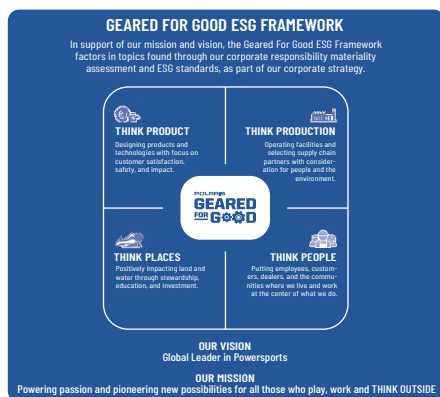 GEARED FOR GOOD ESG FRAMEWORK
In support of our mission and vision, the Geared For Good ESG Framework
factors in topics found through our corporate responsibility materiality
assessment and ESG standards, as part of our corporate strategy.
THINK PRODUCT
Designing products and
technologies with focus on
customer satisfaction,
safety, and impact.
THINK PRODUCTION
Operating facilities and
selecting supply chain
partners with consider-
ation for people and the
environment.
POLARIS
GEARED
FOR GOOD
THINK PLACES
Positively impacting land and
water through stewardship,
education, and investment.
THINK PEOPLE
Putting employees, custom-
ers, dealers, and the commu-
nities where we live and work
at the center of what we do.
OUR VISION
Global Leader in Powersports
OUR MISSION
Powering passion and pioneering new possibilities for all those who play, work and THINK OUTSIDE